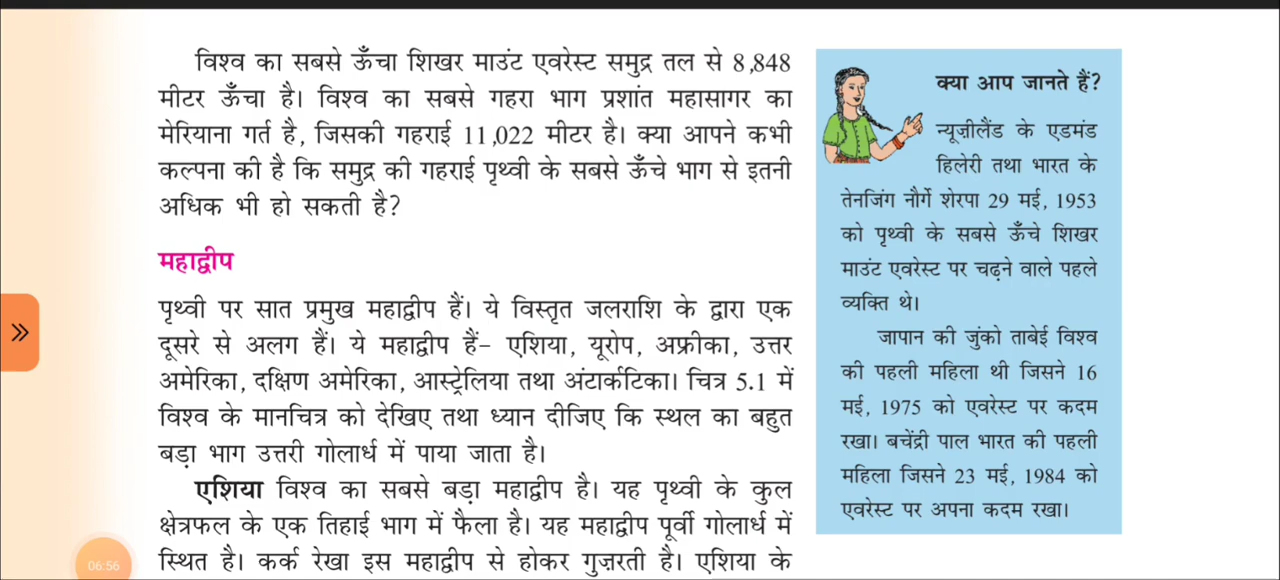 विश्व का सबसे ऊँचा शिखर माउंट एवरेस्ट समुद्र तल से 8,848
मीटर ऊँचा है। विश्व का सबसे गहरा भाग प्रशांत महासागर का
मेरियाना गर्त है, जिसकी गहराई 11,022 मीटर है। क्या आपने कभी
कल्पना की है कि समुद्र की गहराई पृथ्वी के सबसे ऊँचे भाग से इतनी
अधिक भी हो सकती है?
महाद्वीप
पृथ्वी पर सात प्रमुख महाद्वीप हैं। ये विस्तृत जलराशि के द्वारा एक
दूसरे से अलग हैं। ये महाद्वीप हैं– एशिया, यूरोप, अफ्रीका, उत्तर
अमेरिका, दक्षिण अमेरिका, आस्ट्रेलिया तथा अंटार्कटिका। चित्र 5.1 में
विश्व के मानचित्र को देखिए तथा ध्यान दीजिए कि स्थल का बहुत
बड़ा भाग उत्तरी गोलार्ध में पाया जाता है।
एशिया विश्व का सबसे बड़ा महाद्वीप है। यह पृथ्वी के कुल
क्षेत्रफल के एक तिहाई भाग में फैला है। यह महाद्वीप पूर्वी गोलार्ध में
स्थित है। कर्क रेखा इस महाद्वीप से होकर गुजरती है। एशिया के
क्या आप जानते हैं?
न्यूज़ीलैंड के एडमंड
हिलेरी तथा भारत के
तेनजिंग नौर्गे शेरपा 29 मई, 1953
को पृथ्वी के सबसे ऊँचे शिखर
माउंट एवरेस्ट पर चढ़ने वाले पहले
व्यक्ति थे।
जापान की जुंको ताबेई विश्व
की पहली महिला थी जिसने 16
मई, 1975 को एवरेस्ट पर कदम
रखा। बचेंद्री पाल भारत की पहली
महिला जिसने 23 मई, 1984 को
एवरेस्ट पर अपना कदम रखा।
06:56